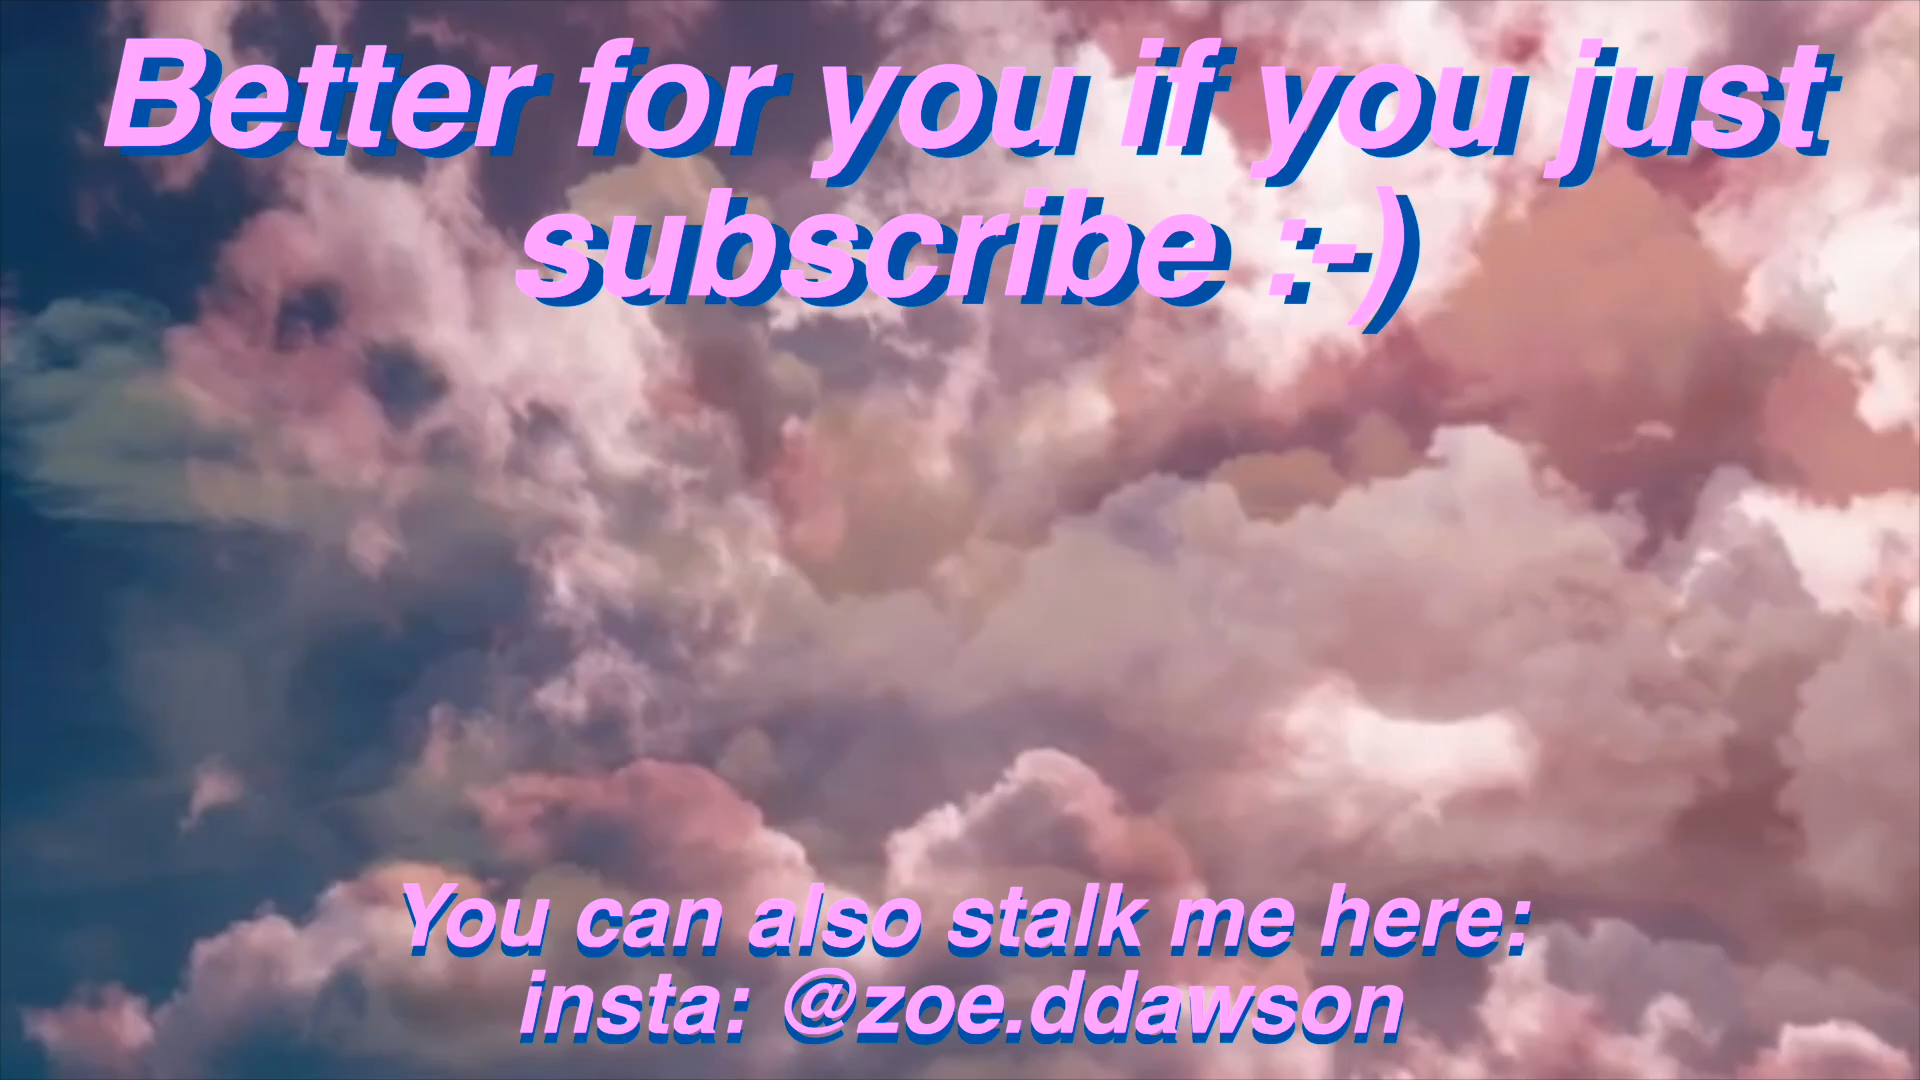 Better for you if you just
subscribe :-)
You can also stalk me here:
insta: @zoe.ddawson